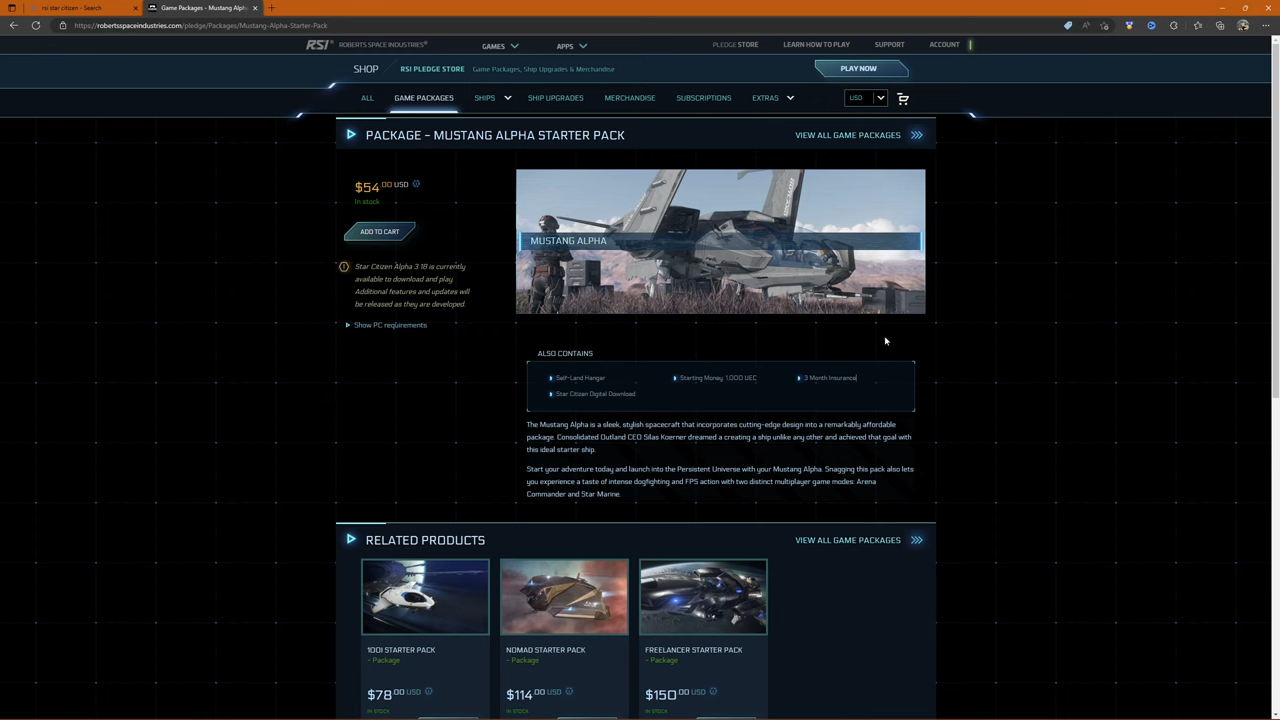 rsi star citizen - Search
Game Packages - Mustang Alph
https://robertsspaceindustries.com/pledge/Packages/Mustang-Alpha-Starter-Pack
RSI ROBERTS SPACE INDUSTRIES®
GAMES
APPS
PLEDGE STORE
LEARN HOW TO PLAY
SUPPORT
ACCOUNT
SHOP
RSI PLEDGE STORE
Game Packages, Ship Upgrades & Merchandise
PLAY NOW
ALL
GAME PACKAGES
SHIPS
SHIP UPGRADES
MERCHANDISE
SUBSCRIPTIONS
EXTRAS
USD
PACKAGE - MUSTANG ALPHA STARTER PACK
VIEW ALL GAME PACKAGES
$54.00 USD
In stock
ADD TO CART
Star Citizen Alpha 3.18 is currently
available to download and play
Additional features and updates will
be released as they are developed.
Show PC requirements
MUSTANG ALPHA
ALSO CONTAINS
Self-Land Hangar
Starting Money: 1,000 UEC
3 Month Insurance
Star Citizen Digital Download
The Mustang Alpha is a sleek, stylish spacecraft that incorporates cutting-edge design into a remarkably affordable
package. Consolidated Outland CEO Silas Koerner dreamed a creating a ship unlike any other and achieved that goal with
this ideal starter ship.
Start your adventure today and launch into the Persistent Universe with your Mustang Alpha. Snagging this pack also lets
you experience a taste of intense dogfighting and FPS action with two distinct multiplayer game modes: Arena
Commander and Star Marine.
RELATED PRODUCTS
VIEW ALL GAME PACKAGES
100I STARTER PACK
- Package
$78.00 USD
IN STOCK
NOMAD STARTER PACK
- Package
$114.00 USD
IN STOCK
FREELANCER STARTER PACK
- Package
$150.00 USD
IN STOCK